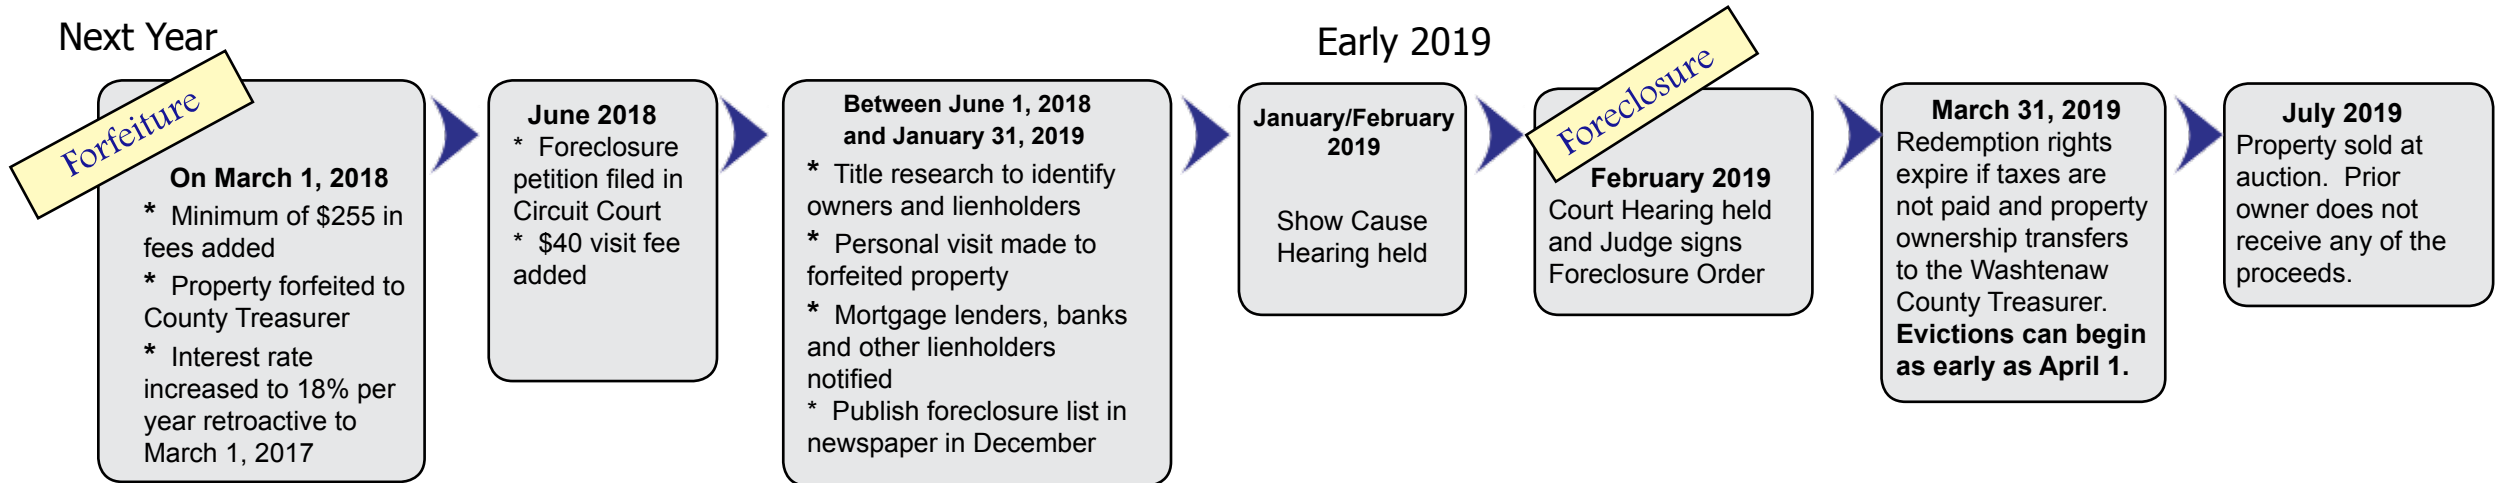 Next Year
Forfeiture
On March 1, 2018
* Minimum of $255 in
fees added
* Property forfeited to
County Treasurer
* Interest rate
increased to 18% per
year retroactive to
March 1, 2017
June 2018
* Foreclosure
petition filed in
Circuit Court
* $40 visit fee
added
Between June 1, 2018
and January 31, 2019
* Title research to identify
owners and lienholders
* Personal visit made to
forfeited property
* Mortgage lenders, banks
and other lienholders
notified
* Publish foreclosure list in
newspaper in December
Early 2019
January/February
2019
Show Cause
Hearing held
Foreclosure
February 2019
Court Hearing held
and Judge signs
Foreclosure Order
March 31, 2019
Redemption rights
expire if taxes are
not paid and property
ownership transfers
to the Washtenaw
County Treasurer.
Evictions can begin
as early as April 1.
July 2019
Property sold at
auction. Prior
owner does not
receive any of the
proceeds.